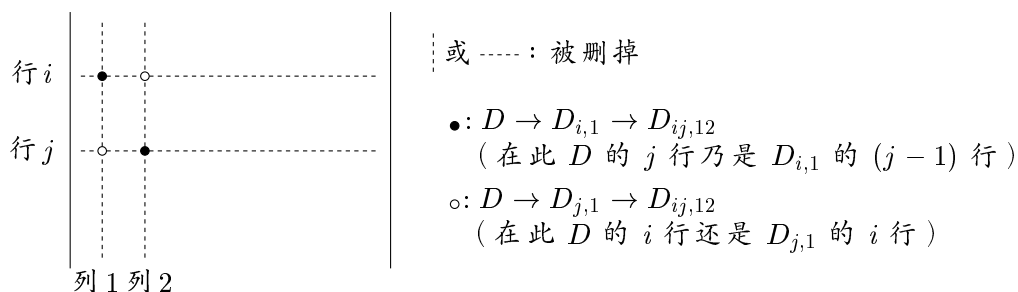 行 i
行 j
列 1 列 2
或 ----- : 被删掉
•: D → D_{i,1} → D_{ij,12}
(在此 D 的 j 行乃是 D_{i,1} 的 (j − 1) 行)
◦: D → D_{j,1} → D_{ij,12}
(在此 D 的 i 行还是 D_{j,1} 的 i 行)